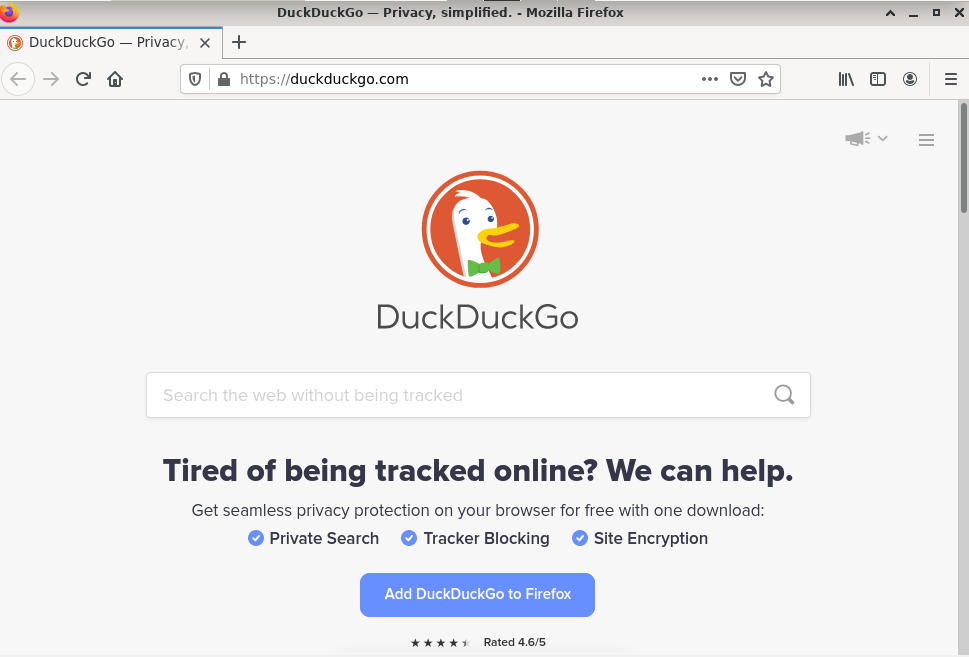 DuckDuckGo — Privacy, simplified. - Mozilla Firefox
DuckDuckGo — Privacy,
https://duckduckgo.com
DuckDuckGo
Search the web without being tracked
Tired of being tracked online? We can help.
Get seamless privacy protection on your browser for free with one download:
Private Search Tracker Blocking Site Encryption
Add DuckDuckGo to Firefox
Rated 4.6/5